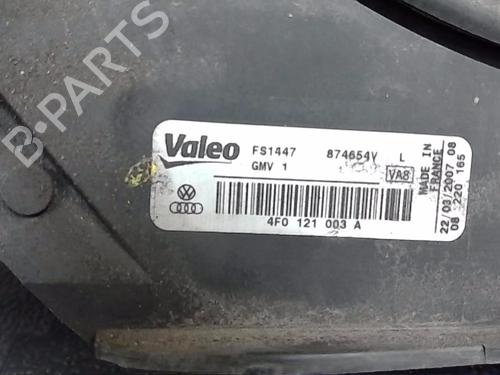 B-PARTS
Valeo FS1447 874654V L
GMV 1 VA8
4F0 121 003 A
MADE IN
FRANCE
22/03/2007 08
08 220 165